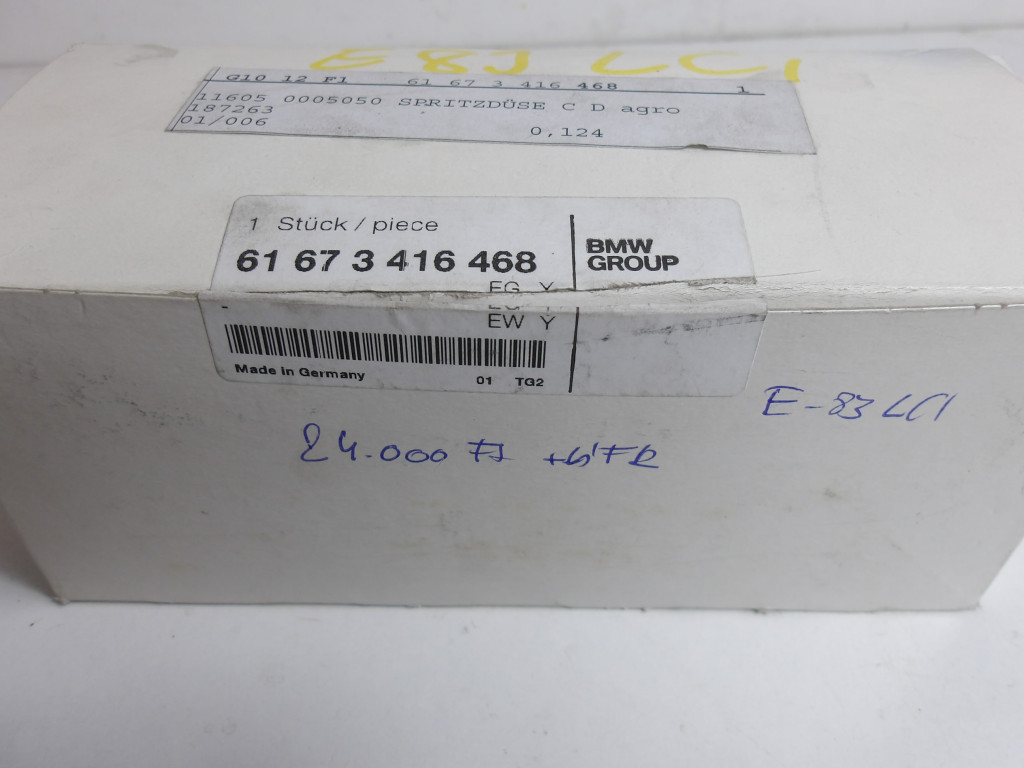 E83 LCI
G10 12 F1 61 67 3 416 468 1
11605 0005050 SPRITZDÜSE C D agro
187263
01/006 0,124
1 Stück / piece
61 67 3 416 468
BMW
GROUP
EG Y
EW Y
Made in Germany 01 TG2
E-83 LCI
24.000 Ft